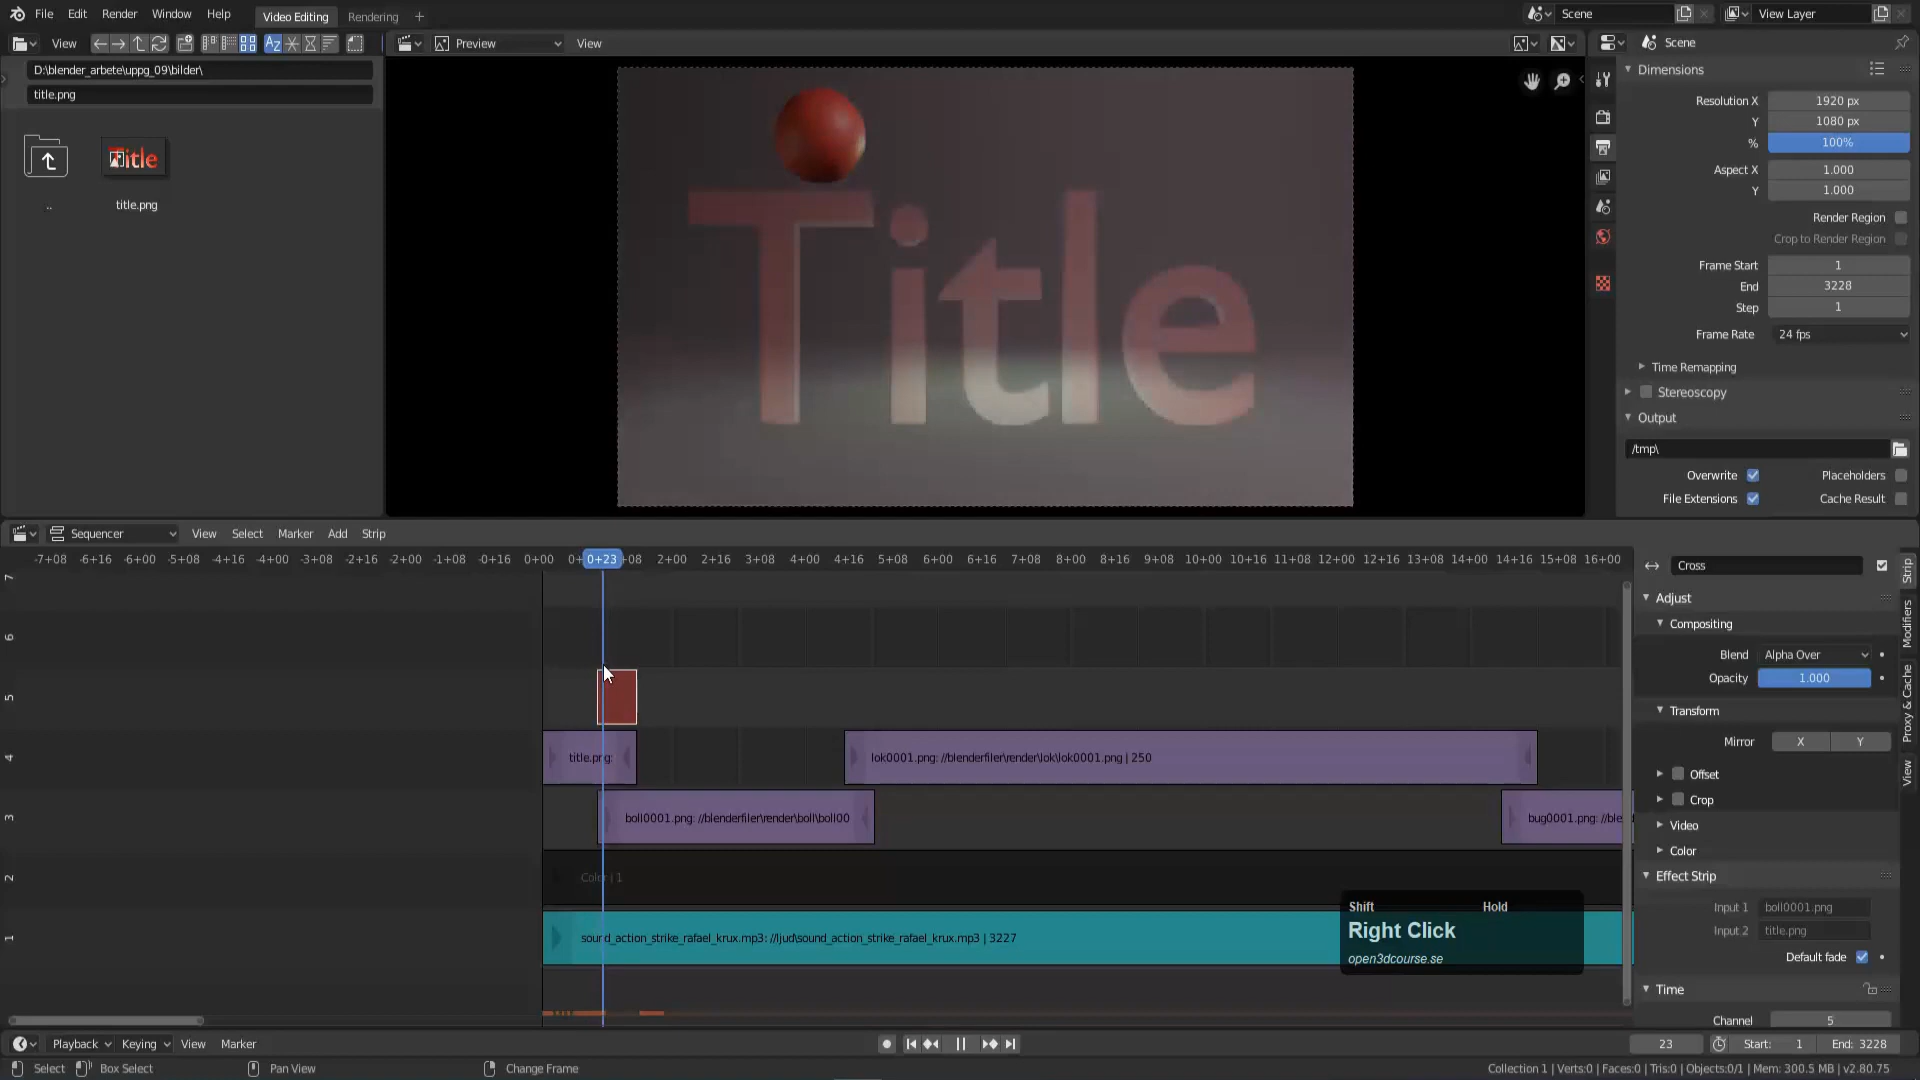 File Edit Render Window Help
Video Editing Rendering +
Scene
View Layer
View
Preview
View
Scene
D:\blender_arbete\uppg_09\bilder\
title.png
..
title.png
Title
Title
Dimensions
Resolution X 1920 px
Y 1080 px
% 100%
Aspect X 1.000
Y 1.000
Render Region
Crop to Render Region
Frame Start 1
End 3228
Step 1
Frame Rate 24 fps
Time Remapping
Stereoscopy
Output
/tmp\
Overwrite Placeholders
File Extensions Cache Result
Sequencer View Select Marker Add Strip
-7+08 -6+16 -6+00 -5+08 -4+16 -4+00 -3+08 -2+16 -2+00 -1+08 -0+16 0+00 0+23 +08 2+00 2+16 3+08 4+00 4+16 5+08 6+00 6+16 7+08 8+00 8+16 9+08 10+00 10+16 11+08 12+00 12+16 13+08 14+00 14+16 15+08 16+00
7
6
5
4
3
2
1
title.png:
lok0001.png: //blenderfiler\render\lok\lok0001.png | 250
boll0001.png: //blenderfiler\render\boll\boll00
bug0001.png: //ble
Color | 1
sound_action_strike_rafael_krux.mp3: //ljud\sound_action_strike_rafael_krux.mp3 | 3227
Shift Hold
Right Click
open3dcourse.se
Cross
Adjust
Compositing
Blend Alpha Over
Opacity 1.000
Transform
Mirror X Y
Offset
Crop
Video
Color
Effect Strip
Input 1 boll0001.png
Input 2 title.png
Default fade
Time
Channel 5
Strip
Modifiers
Proxy & Cache
View
Playback Keying View Marker
23 Start: 1 End: 3228
Select Box Select Pan View Change Frame
Collection 1 | Verts:0 | Faces:0 | Tris:0 | Objects:0/1 | Mem: 300.5 MB | v2.80.75